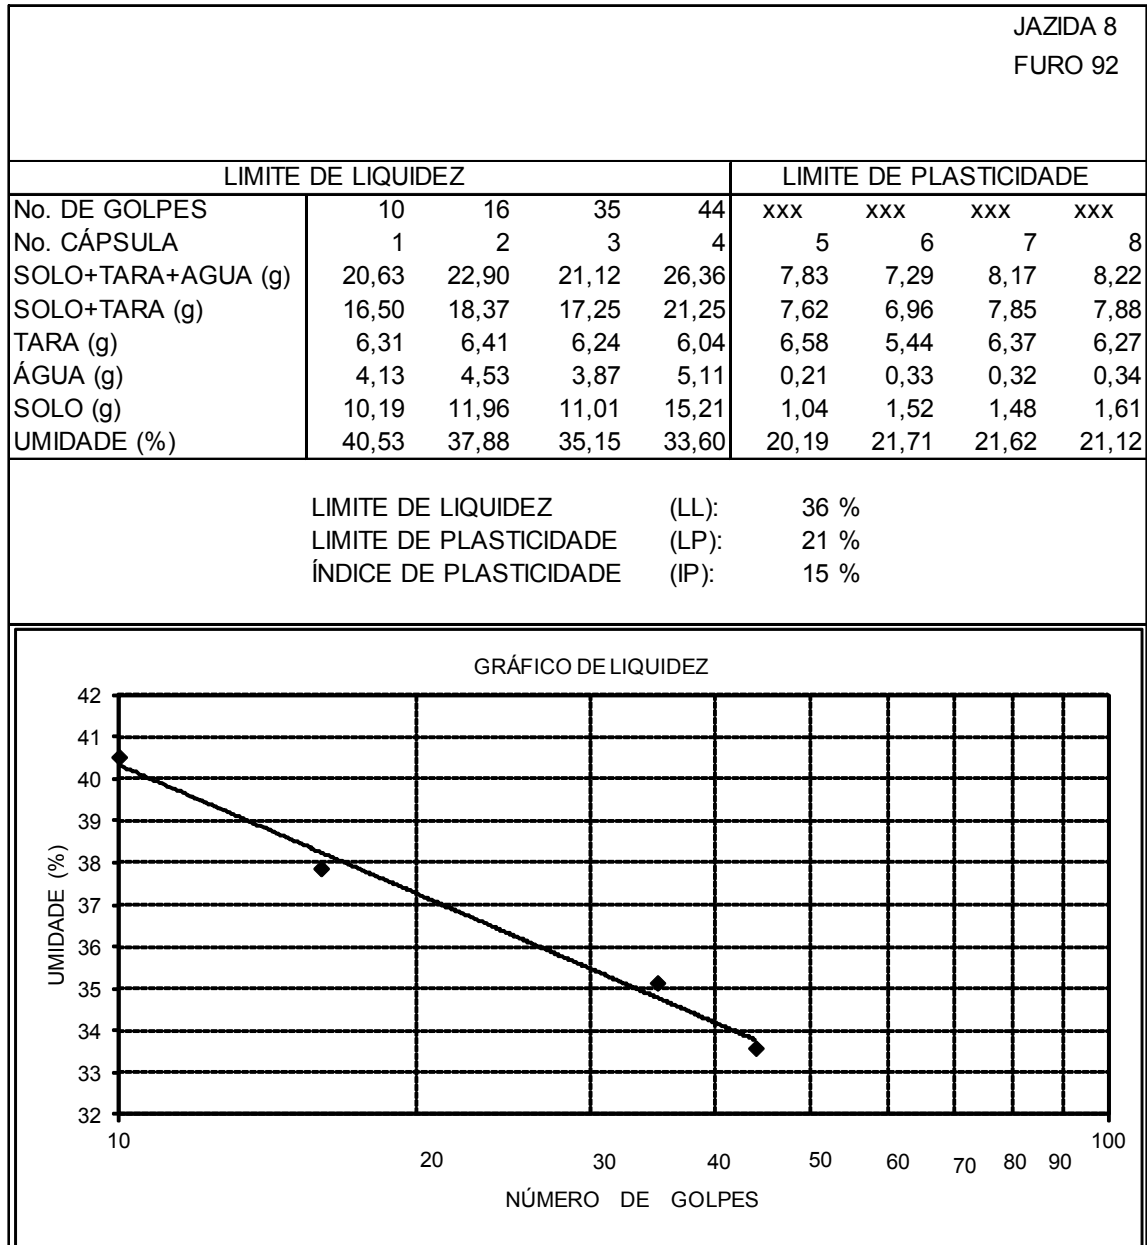 JAZIDA 8
FURO 92
LIMITE DE LIQUIDEZ LIMITE DE PLASTICIDADE
No. DE GOLPES 10 16 35 44 xxx xxx xxx xxx
No. CÁPSULA 1 2 3 4 5 6 7 8
SOLO+TARA+AGUA (g) 20,63 22,90 21,12 26,36 7,83 7,29 8,17 8,22
SOLO+TARA (g) 16,50 18,37 17,25 21,25 7,62 6,96 7,85 7,88
TARA (g) 6,31 6,41 6,24 6,04 6,58 5,44 6,37 6,27
ÁGUA (g) 4,13 4,53 3,87 5,11 0,21 0,33 0,32 0,34
SOLO (g) 10,19 11,96 11,01 15,21 1,04 1,52 1,48 1,61
UMIDADE (%) 40,53 37,88 35,15 33,60 20,19 21,71 21,62 21,12
LIMITE DE LIQUIDEZ (LL): 36 %
LIMITE DE PLASTICIDADE (LP): 21 %
ÍNDICE DE PLASTICIDADE (IP): 15 %
GRÁFICO DE LIQUIDEZ
42
41
40
39
38
37
36
35
34
33
32
UMIDADE (%)
10 20 30 40 50 60 70 80 90 100
NÚMERO DE GOLPES